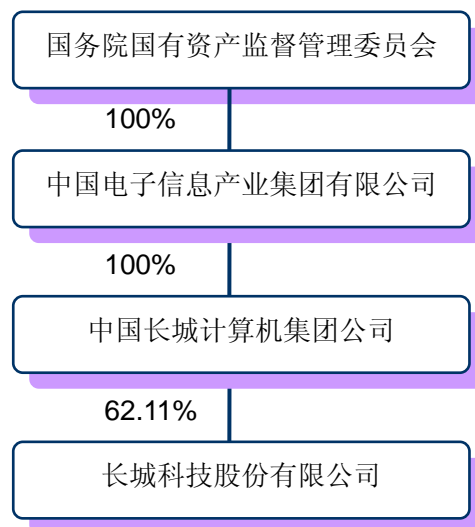 国务院国有资产监督管理委员会
100%
中国电子信息产业集团有限公司
100%
中国长城计算机集团公司
62.11%
长城科技股份有限公司